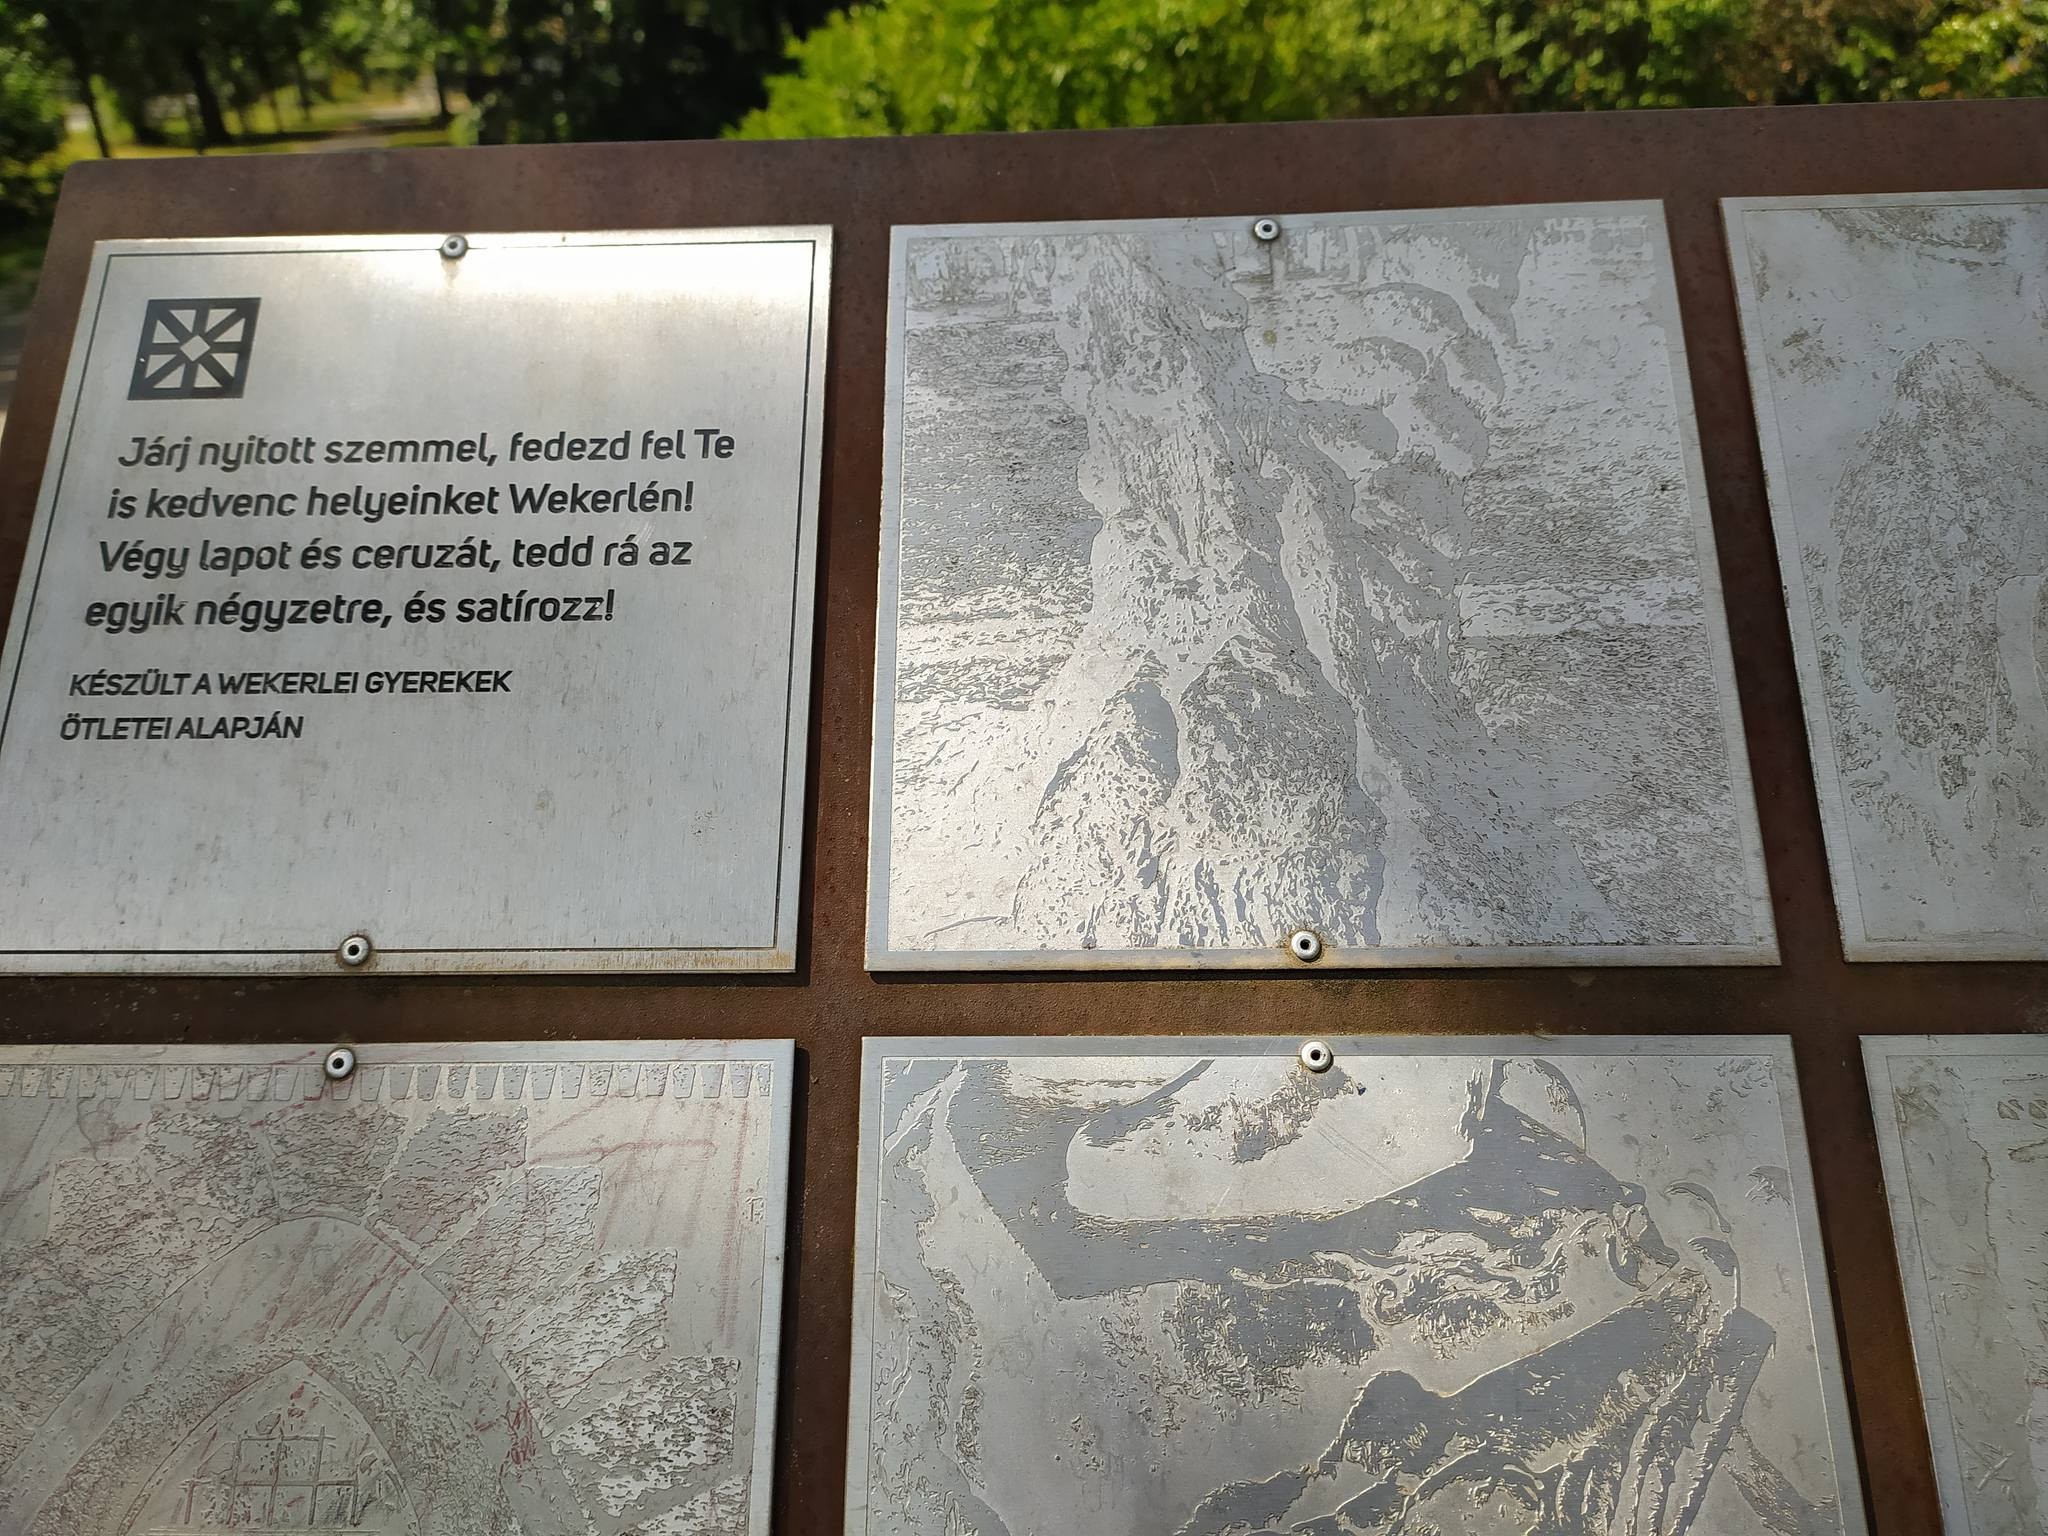 Járj nyitott szemmel, fedezd fel Te
is kedvenc helyeinket Wekerlén!
Végy lapot és ceruzát, tedd rá az
egyik négyzetre, és satírozz!
KÉSZÜLT A WEKERLEI GYEREKEK
ÖTLETEI ALAPJÁN